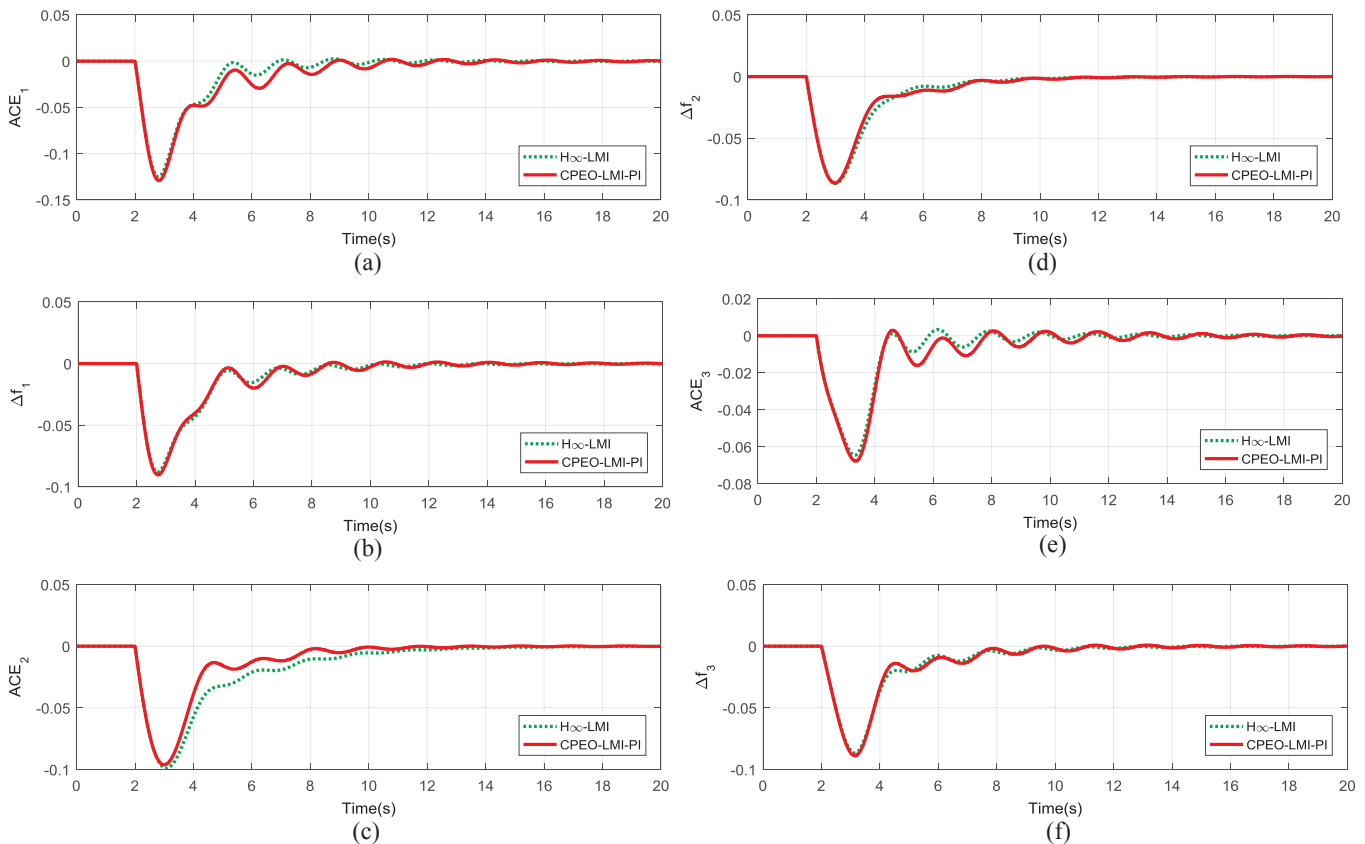 0.05
0
-0.05
-0.1
-0.15
ACE1
H∞-LMI
CPEO-LMI-PI
0 2 4 6 8 10 12 14 16 18 20
Time(s)
(a)
0.05
0
-0.05
-0.1
Δf1
H∞-LMI
CPEO-LMI-PI
0 2 4 6 8 10 12 14 16 18 20
Time(s)
(b)
0.05
0
-0.05
-0.1
ACE2
H∞-LMI
CPEO-LMI-PI
0 2 4 6 8 10 12 14 16 18 20
Time(s)
(c)
0.05
0
-0.05
-0.1
Δf2
H∞-LMI
CPEO-LMI-PI
0 2 4 6 8 10 12 14 16 18 20
Time(s)
(d)
0.02
0
-0.02
-0.04
-0.06
-0.08
ACE3
H∞-LMI
CPEO-LMI-PI
0 2 4 6 8 10 12 14 16 18 20
Time(s)
(e)
0.05
0
-0.05
-0.1
Δf3
H∞-LMI
CPEO-LMI-PI
0 2 4 6 8 10 12 14 16 18 20
Time(s)
(f)